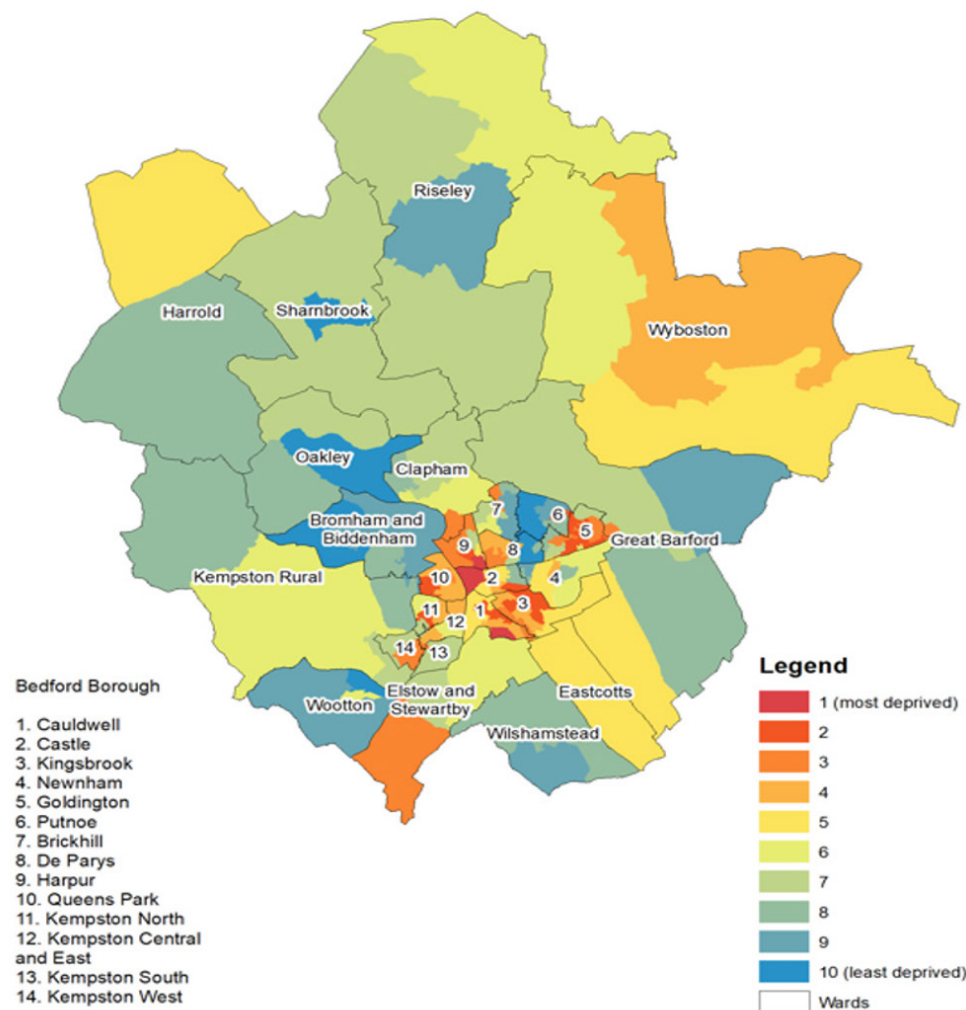 Riseley
Harrold
Sharnbrook
Wyboston
Oakley
Clapham
7
6
5
Bromham and
Biddenham
9
8
Great Barford
Kempston Rural
10
2
4
11
1
3
12
14
13
Wootton
Elstow and
Stewartby
Eastcotts
Wilshamstead
Bedford Borough
1. Cauldwell
2. Castle
3. Kingsbrook
4. Newnham
5. Goldington
6. Putnoe
7. Brickhill
8. De Parys
9. Harpur
10. Queens Park
11. Kempston North
12. Kempston Central
and East
13. Kempston South
14. Kempston West
Legend
1 (most deprived)
2
3
4
5
6
7
8
9
10 (least deprived)
Wards